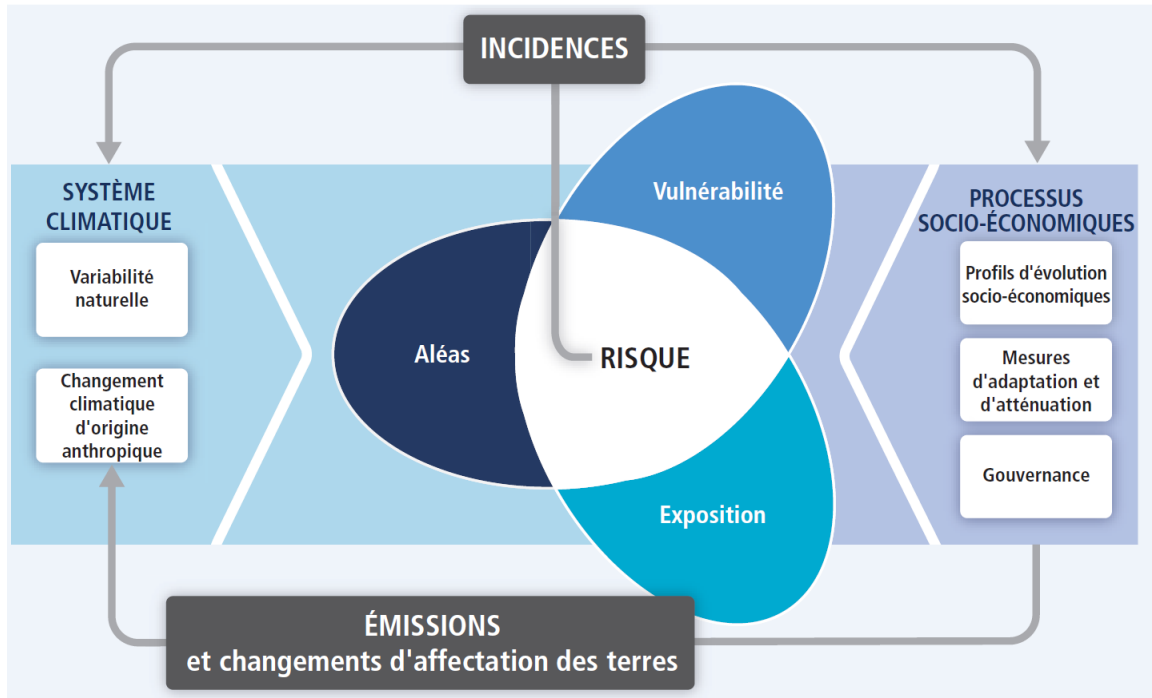 INCIDENCES
SYSTÈME
CLIMATIQUE
Variabilité
naturelle
Changement
climatique
d'origine
anthropique
Vulnérabilité
Aléas
RISQUE
Exposition
PROCESSUS
SOCIO-ÉCONOMIQUES
Profils d'évolution
socio-économiques
Mesures
d'adaptation et
d'atténuation
Gouvernance
ÉMISSIONS
et changements d'affectation des terres